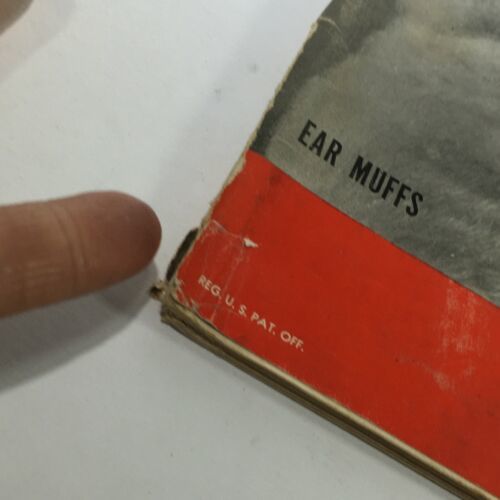 EAR MUFFS
REG. U. S. PAT. OFF.